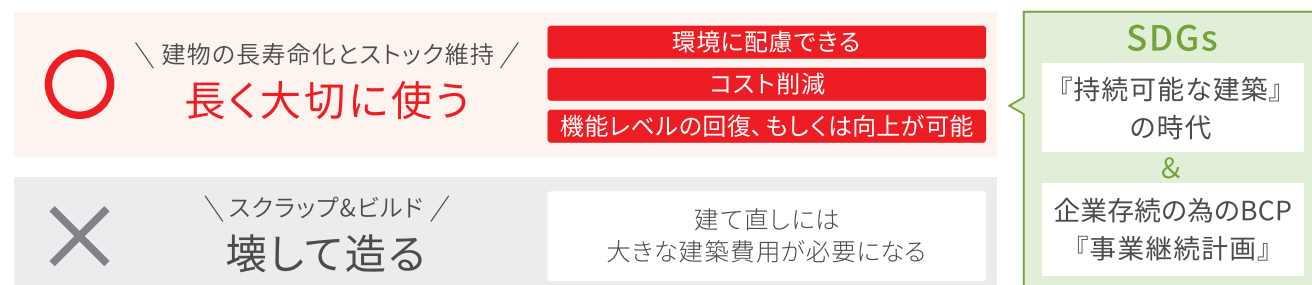 建物の長寿命化とストック維持
長く大切に使う
環境に配慮できる
コスト削減
機能レベルの回復、もしくは向上が可能
スクラップ&ビルド
壊して造る
建て直しには
大きな建築費用が必要になる
SDGs
『持続可能な建築』
の時代
&
企業存続の為のBCP
『事業継続計画』